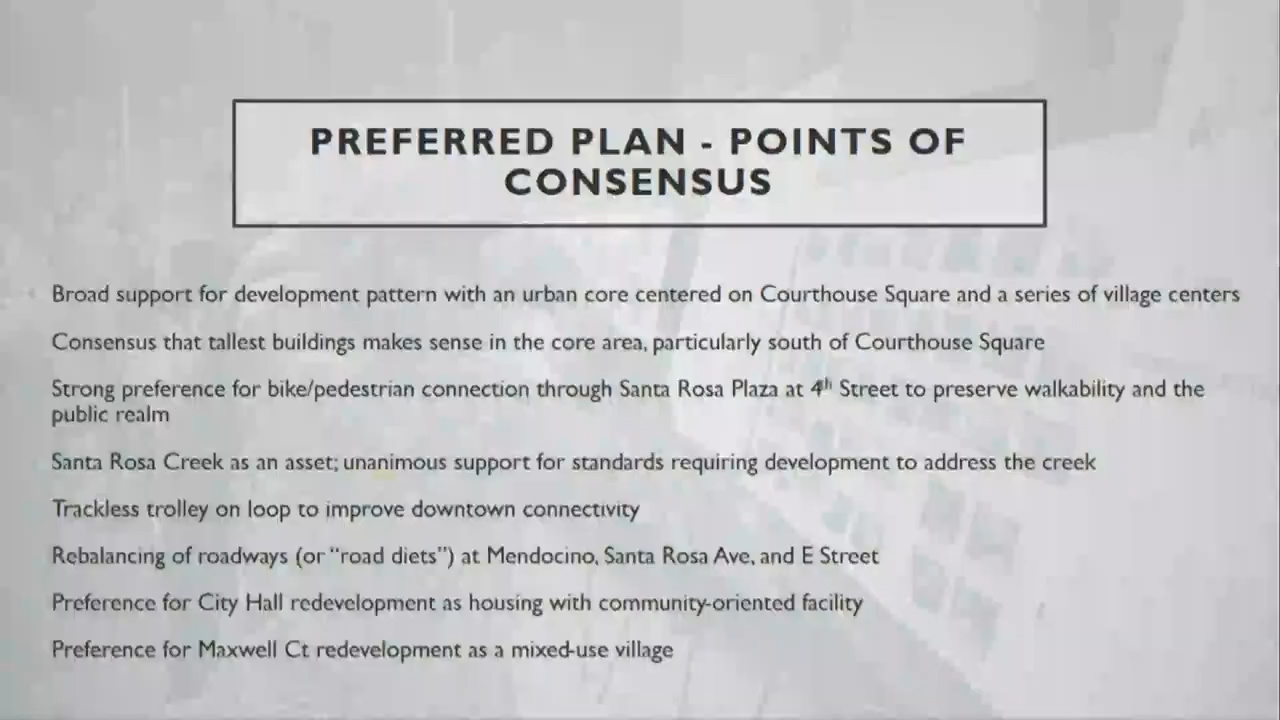 PREFERRED PLAN - POINTS OF
CONSENSUS
Broad support for development pattern with an urban core centered on Courthouse Square and a series of village centers
Consensus that tallest buildings makes sense in the core area, particularly south of Courthouse Square
Strong preference for bike/pedestrian connection through Santa Rosa Plaza at 4th Street to preserve walkability and the
public realm
Santa Rosa Creek as an asset; unanimous support for standards requiring development to address the creek
Trackless trolley on loop to improve downtown connectivity
Rebalancing of roadways (or “road diets”) at Mendocino, Santa Rosa Ave, and E Street
Preference for City Hall redevelopment as housing with community-oriented facility
Preference for Maxwell Ct redevelopment as a mixed-use village